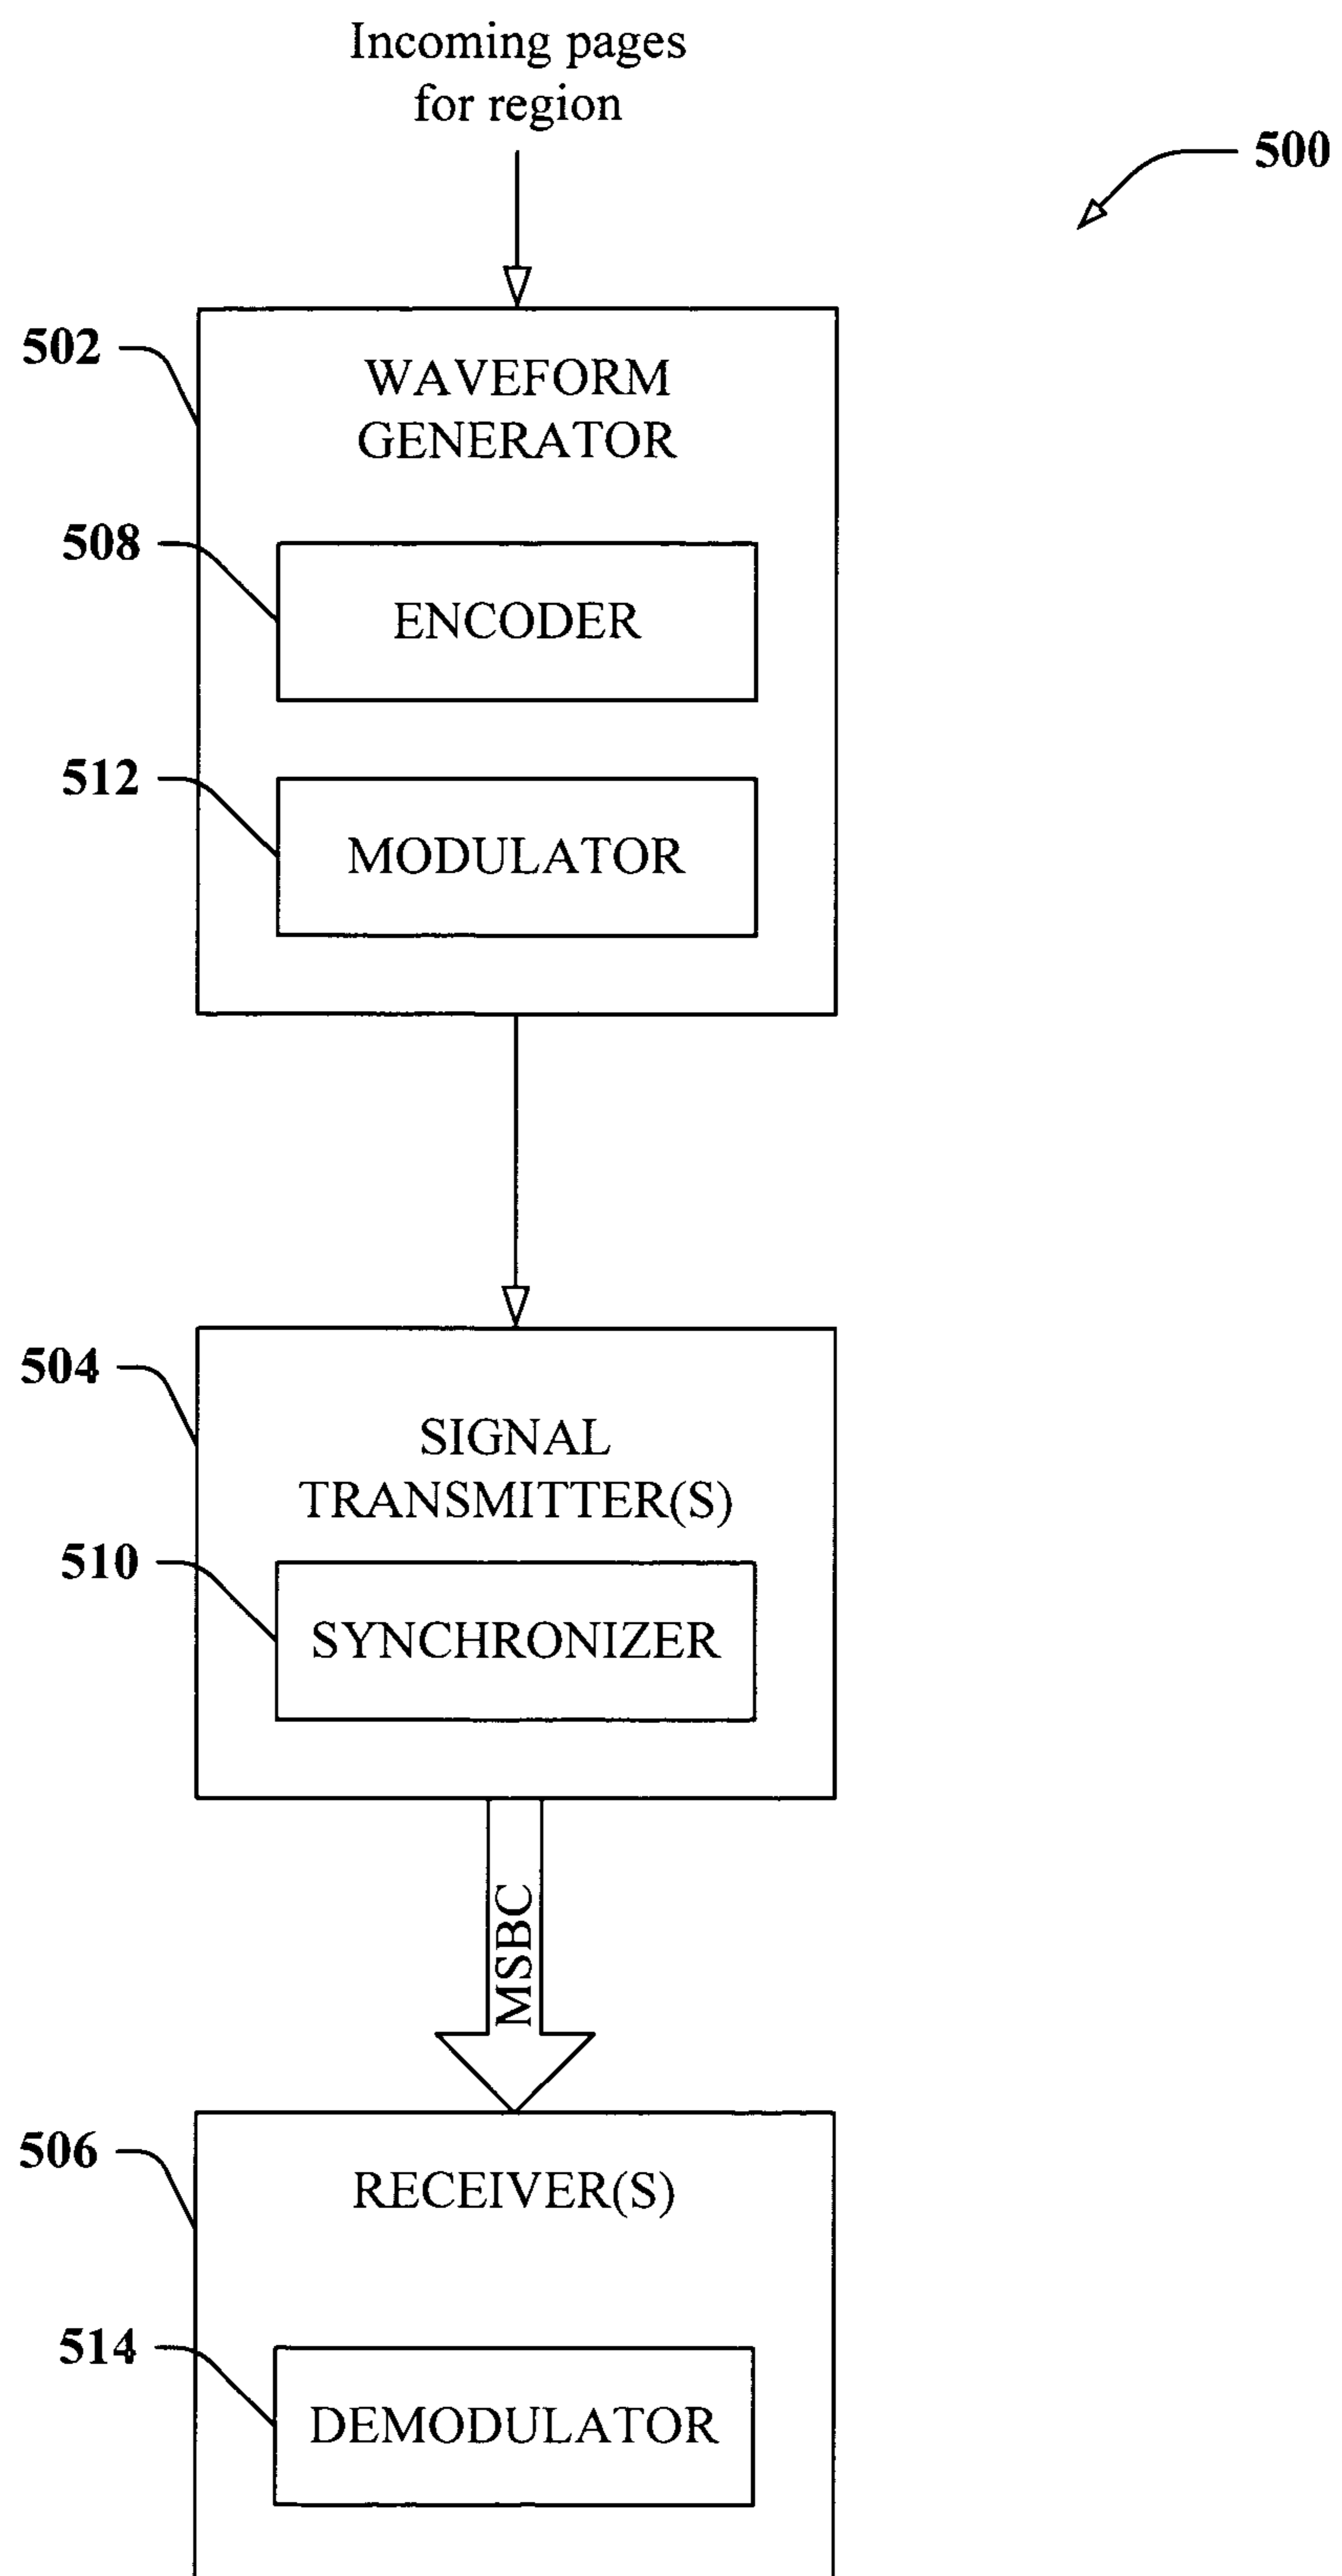 Incoming pages
for region
500
502
WAVEFORM
GENERATOR
508
ENCODER
512
MODULATOR
504
SIGNAL
TRANSMITTER(S)
510
SYNCHRONIZER
MSBC
506
RECEIVER(S)
514
DEMODULATOR